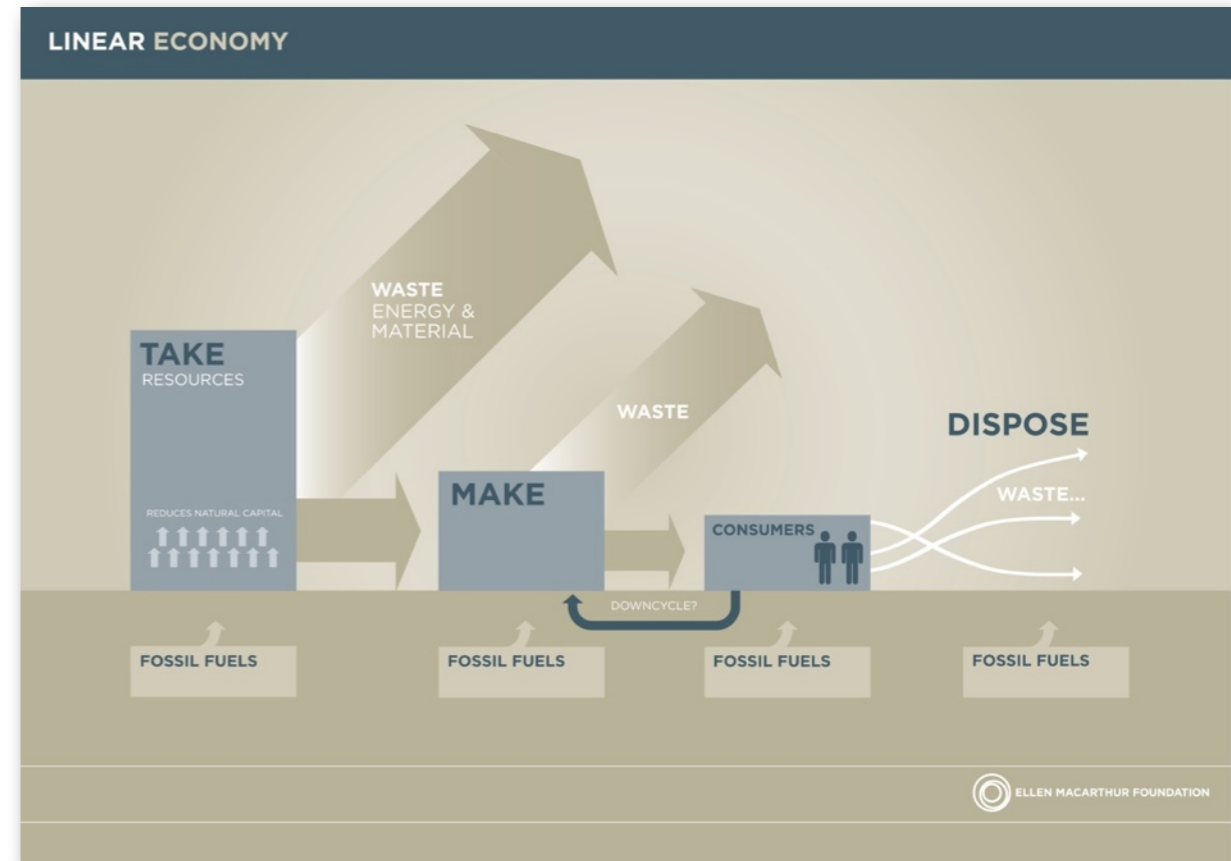 LINEAR ECONOMY
WASTE
ENERGY &
MATERIAL
TAKE
RESOURCES
REDUCES NATURAL CAPITAL
WASTE
MAKE
CONSUMERS
DISPOSE
WASTE...
DOWNCYCLE?
FOSSIL FUELS
FOSSIL FUELS
FOSSIL FUELS
FOSSIL FUELS
ELLEN MACARTHUR FOUNDATION